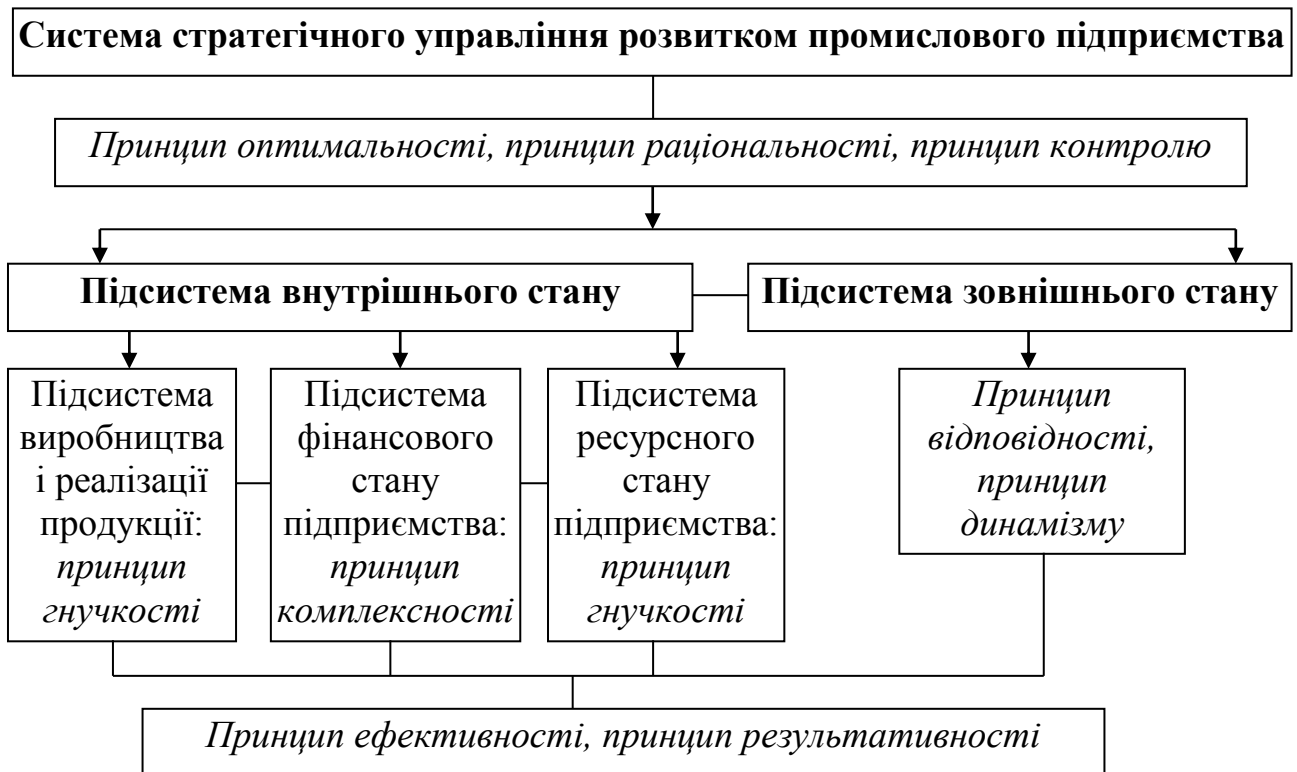 Система стратегічного управління розвитком промислового підприємства
Принцип оптимальності, принцип раціональності, принцип контролю
Підсистема внутрішнього стану
Підсистема зовнішнього стану
Підсистема
виробництва
і реалізації
продукції:
принцип
гнучкості
Підсистема
фінансового
стану
підприємства:
принцип
комплексності
Підсистема
ресурсного
стану
підприємства:
принцип
гнучкості
Принцип
відповідності,
принцип
динамізму
Принцип ефективності, принцип результативності